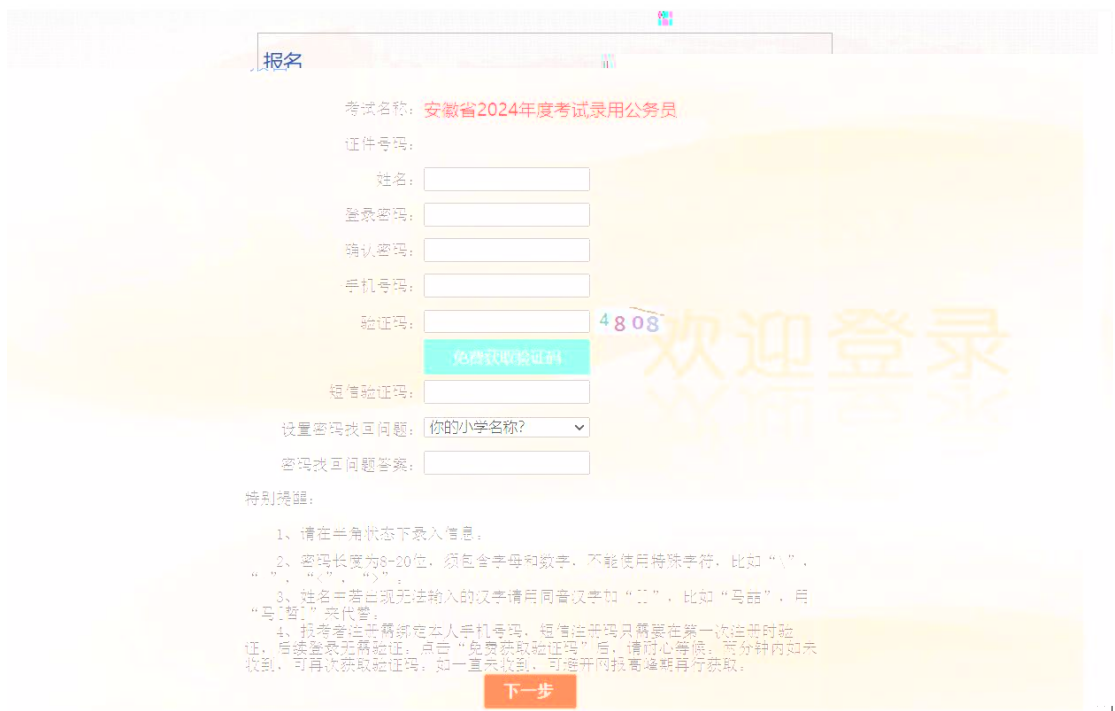 报名
考试名称：安徽省2024年度考试录用公务员
证件号码：
姓名：
登录密码：
确认密码：
手机号码：
验证码： 4808
免费获取验证码
短信验证码：
设置密码找回问题： 你的小学名称?
密码找回问题答案：
欢迎登录
特别提醒：
1、请在半角状态下录入信息。
2、密码长度为8-20位，须包含字母和数字，不能使用特殊字符，比如“\”，
“ ”，“<”，“>”。
3、姓名中若出现无法输入的汉字请用同音汉字加“[]”，比如“马喆”，用
“马[哲]”来代替。
4、报考者注册需绑定本人手机号码，短信注册码只需要在第一次注册时验
证，后续登录无需验证；点击“免费获取验证码”后，请耐心等候，两分钟内如未
收到，可再次获取验证码。如一直未收到，可避开网报高峰期再行获取。
下一步